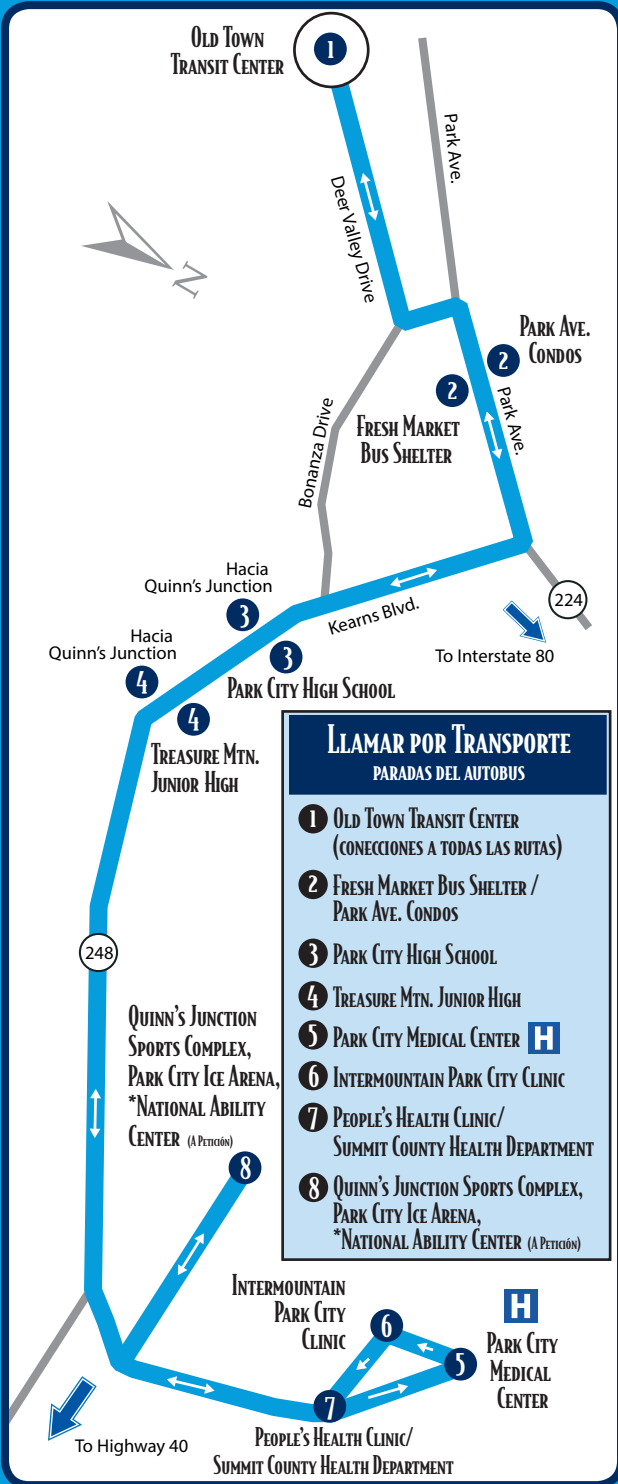 Old Town
Transit Center
1
Park Ave.
Deer Valley Drive
N
Park Ave.
Condos
2
2
Park Ave.
Fresh Market
Bus Shelter
Bonanza Drive
Hacia
Quinn's Junction
3
Kearns Blvd.
224
To Interstate 80
Hacia
Quinn's Junction
3
4
Park City High School
4
Treasure Mtn.
Junior High
Llamar por Transporte
paradas del autobus
1 Old Town Transit Center
(conecciones a todas las rutas)
2 Fresh Market Bus Shelter /
Park Ave. Condos
3 Park City High School
4 Treasure Mtn. Junior High
5 Park City Medical Center H
6 Intermountain Park City Clinic
7 People's Health Clinic/
Summit County Health Department
8 Quinn's Junction Sports Complex,
Park City Ice Arena,
*National Ability Center (A Petición)
248
Quinn's Junction
Sports Complex,
Park City Ice Arena,
*National Ability
Center (A Petición)
8
Intermountain
Park City
Clinic
6
H
5
Park City
Medical
Center
7
People's Health Clinic/
Summit County Health Department
To Highway 40